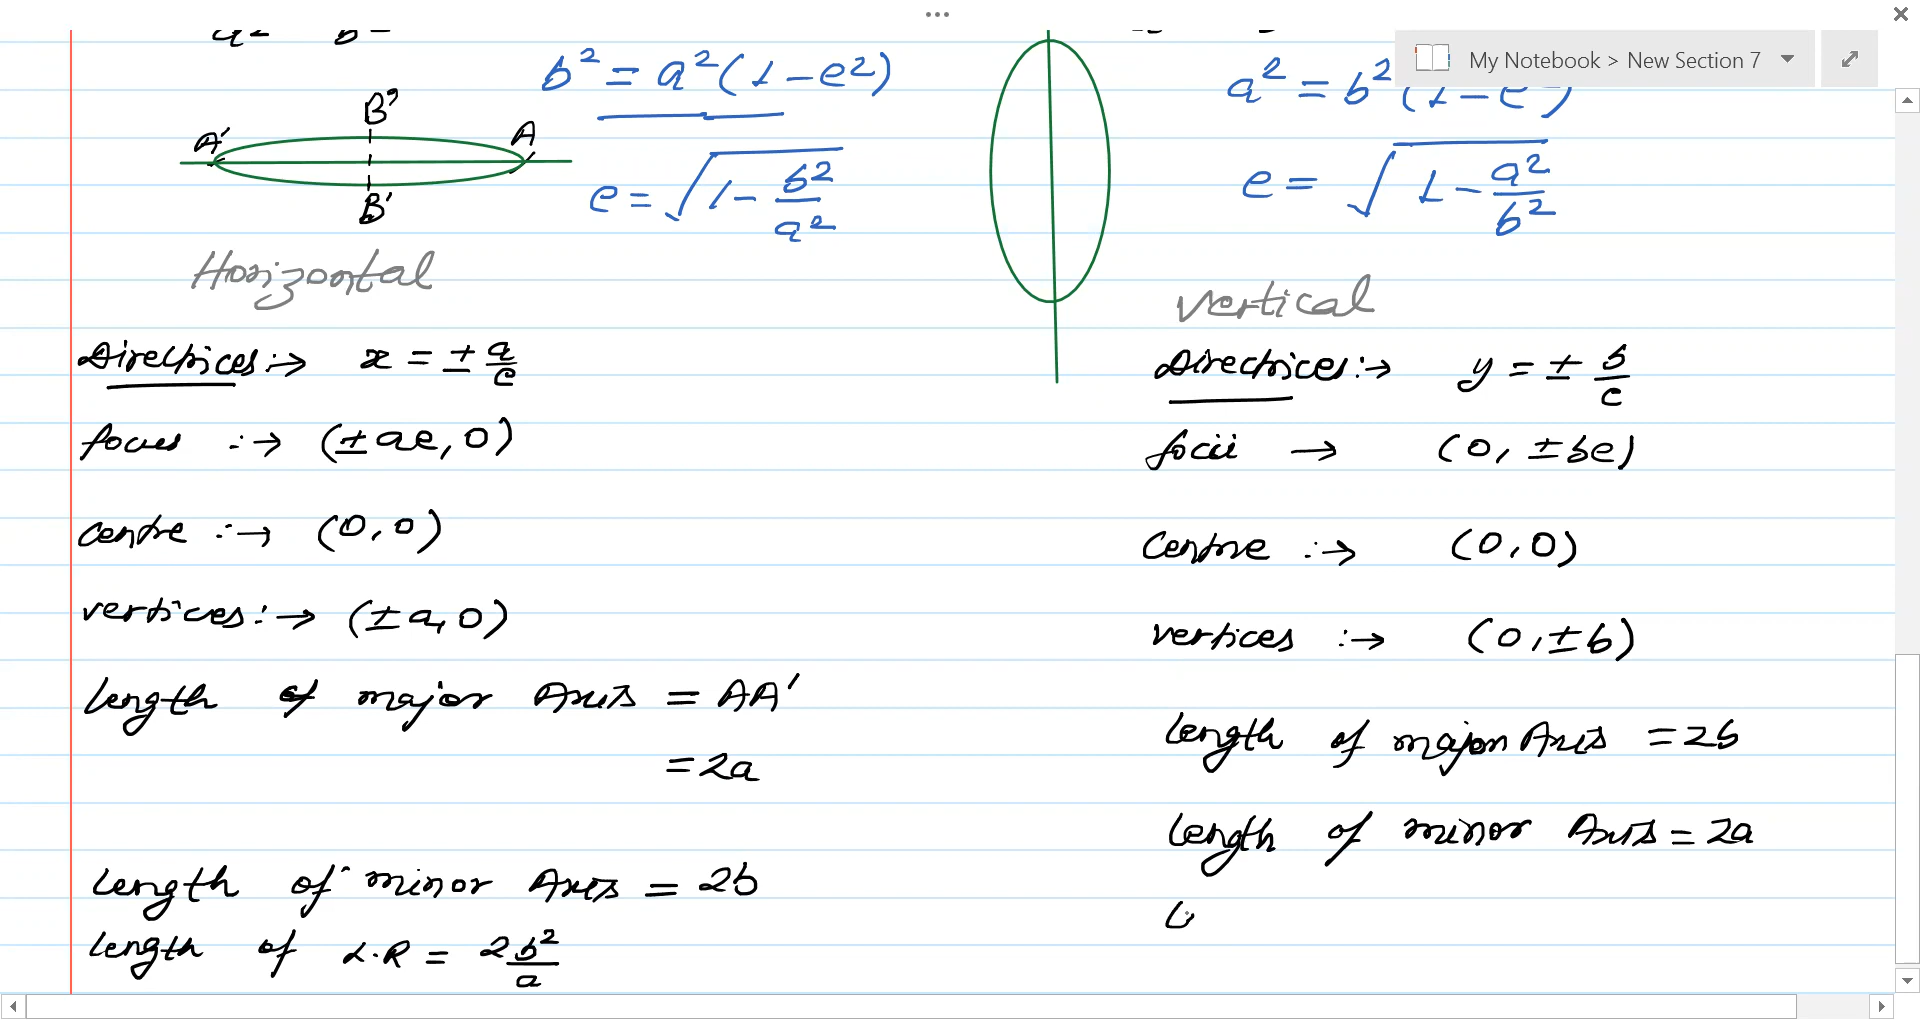 My Notebook > New Section 7
b² = a²(1-e²)
B'
A' A
B'
e = √1 - b²/a²
Horizontal
Directrices :→ x = ± a/e
focus :→ (±ae, 0)
centre :→ (0,0)
vertices :→ (±a, 0)
length of major Axis = AA'
= 2a
length of minor Axis = 2b
length of L.R = 2b²/a
a² = b²
e = √1 - a²/b²
vertical
Directrices :→ y = ± b/e
focii → (0, ±be)
Centre :→ (0,0)
vertices :→ (0, ±b)
length of major Axis = 2b
length of minor Axis = 2a